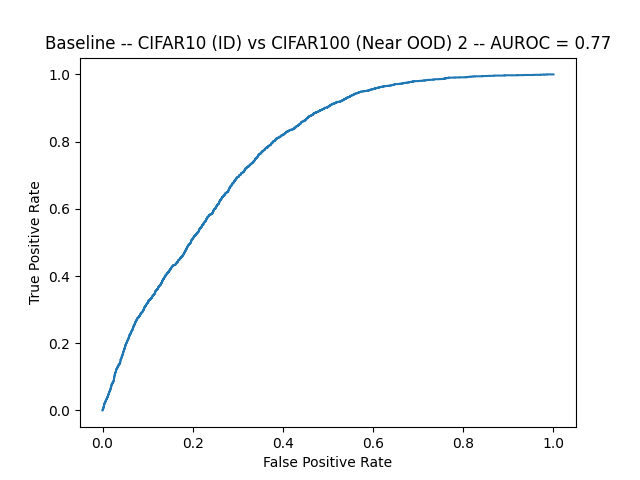 Baseline -- CIFAR10 (ID) vs CIFAR100 (Near OOD) 2 -- AUROC = 0.77
1.0
0.8
0.6
0.4
0.2
0.0
True Positive Rate
0.0 0.2 0.4 0.6 0.8 1.0
False Positive Rate